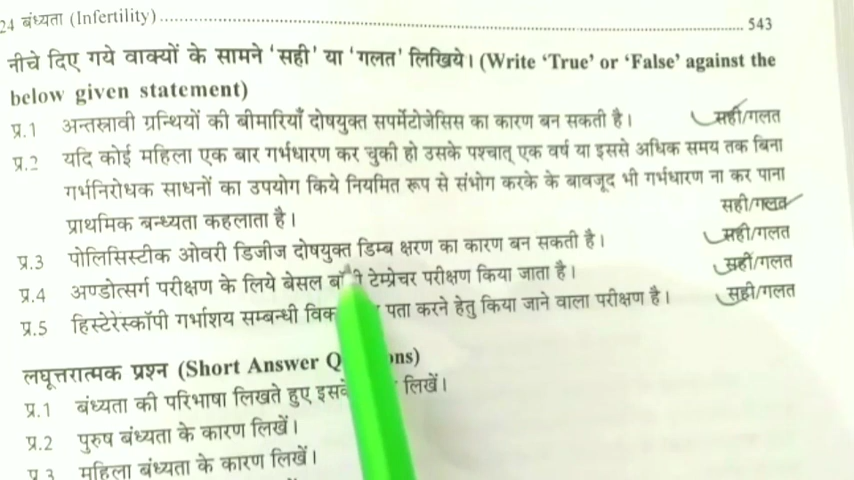 24 बंध्यता (Infertility) ........................ 543
नीचे दिए गये वाक्यों के सामने 'सही' या 'गलत' लिखिये। (Write 'True' or 'False' against the
below given statement)
प्र.1 अन्तस्रावी ग्रन्थियों की बीमारियाँ दोषयुक्त सपर्मेटोजेसिस का कारण बन सकती है। सही/गलत
प्र.2 यदि कोई महिला एक बार गर्भधारण कर चुकी हो उसके पश्चात् एक वर्ष या इससे अधिक समय तक बिना
गर्भनिरोधक साधनों का उपयोग किये नियमित रूप से संभोग करके के बावजूद भी गर्भधारण ना कर पाना
प्राथमिक बन्ध्यता कहलाता है। सही/गलत
प्र.3 पोलिसिस्टीक ओवरी डिजीज दोषयुक्त डिम्ब क्षरण का कारण बन सकती है। सही/गलत
प्र.4 अण्डोत्सर्ग परीक्षण के लिये बेसल टेम्प्रेचर परीक्षण किया जाता है। सही/गलत
प्र.5 हिस्टेरेस्कॉपी गर्भाशय सम्बन्धी पता करने हेतु किया जाने वाला परीक्षण है। सही/गलत
लघूत्तरात्मक प्रश्न (Short Answer
प्र.1 बंध्यता की परिभाषा लिखते हुए लिखें।
प्र.2 पुरुष बंध्यता के कारण लिखें।
प्र.3 महिला बंध्यता के कारण लिखें।